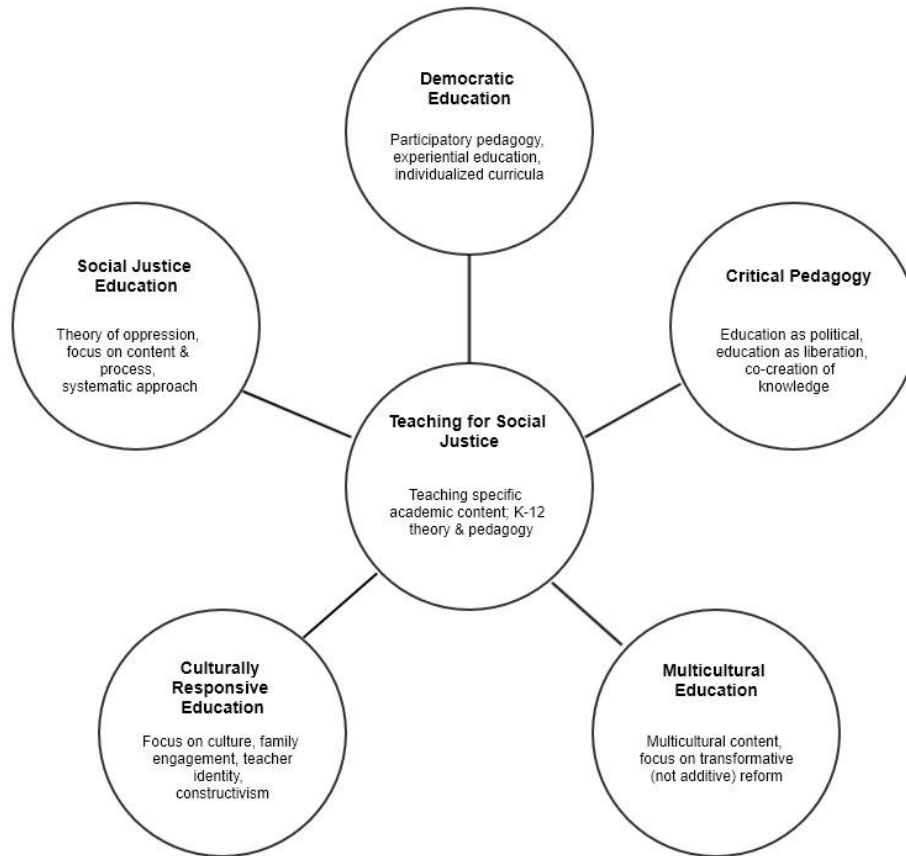 Democratic
Education
Participatory pedagogy,
experiential education,
individualized curricula
Social Justice
Education
Theory of oppression,
focus on content &
process,
systematic approach
Critical Pedagogy
Education as political,
education as liberation,
co-creation of
knowledge
Teaching for Social
Justice
Teaching specific
academic content; K-12
theory & pedagogy
Culturally
Responsive
Education
Focus on culture, family
engagement, teacher
identity,
constructivism
Multicultural
Education
Multicultural content,
focus on transformative
(not additive) reform